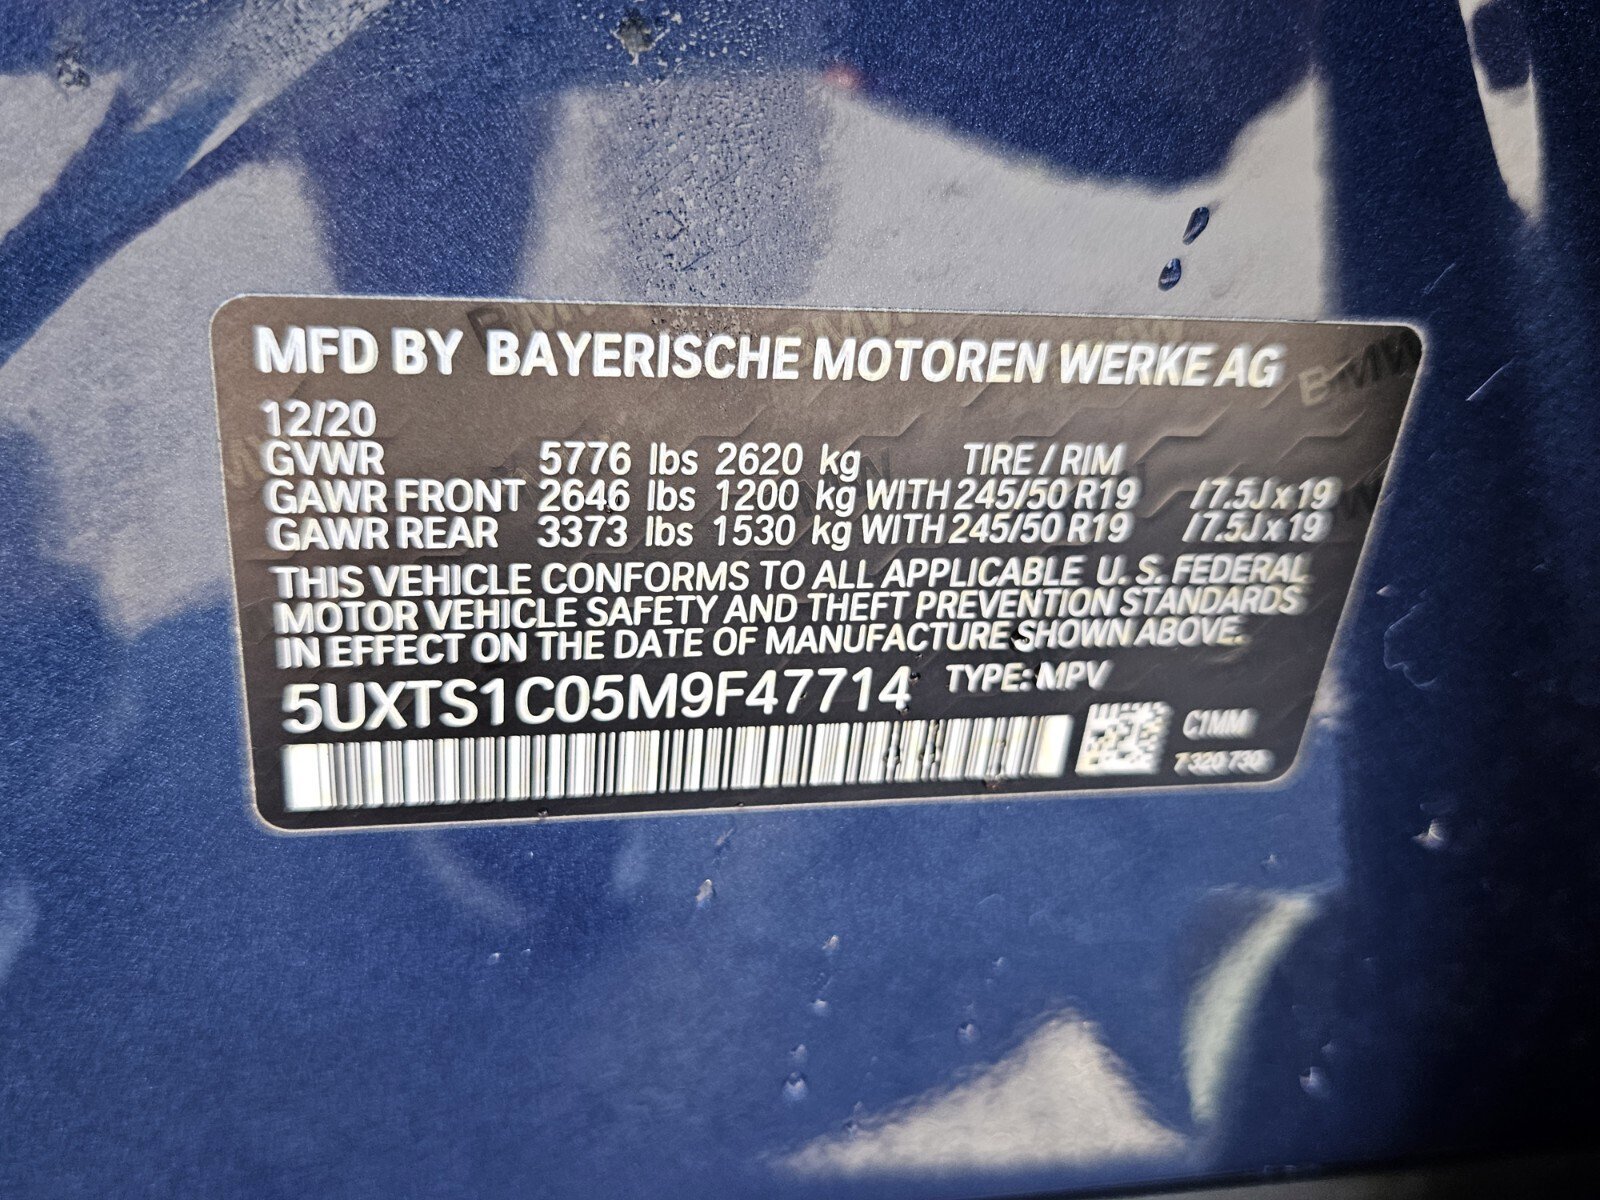 MFD BY BAYERISCHE MOTOREN WERKE AG
12/20
GVWR 5776 lbs 2620 kg TIRE / RIM
GAWR FRONT 2646 lbs 1200 kg WITH 245/50 R19 / 7.5J x 19
GAWR REAR 3373 lbs 1530 kg WITH 245/50 R19 / 7.5J x 19
THIS VEHICLE CONFORMS TO ALL APPLICABLE U. S. FEDERAL
MOTOR VEHICLE SAFETY AND THEFT PREVENTION STANDARDS
IN EFFECT ON THE DATE OF MANUFACTURE SHOWN ABOVE.
5UXTS1C05M9F47714 TYPE: MPV
C1MM
7 320 730